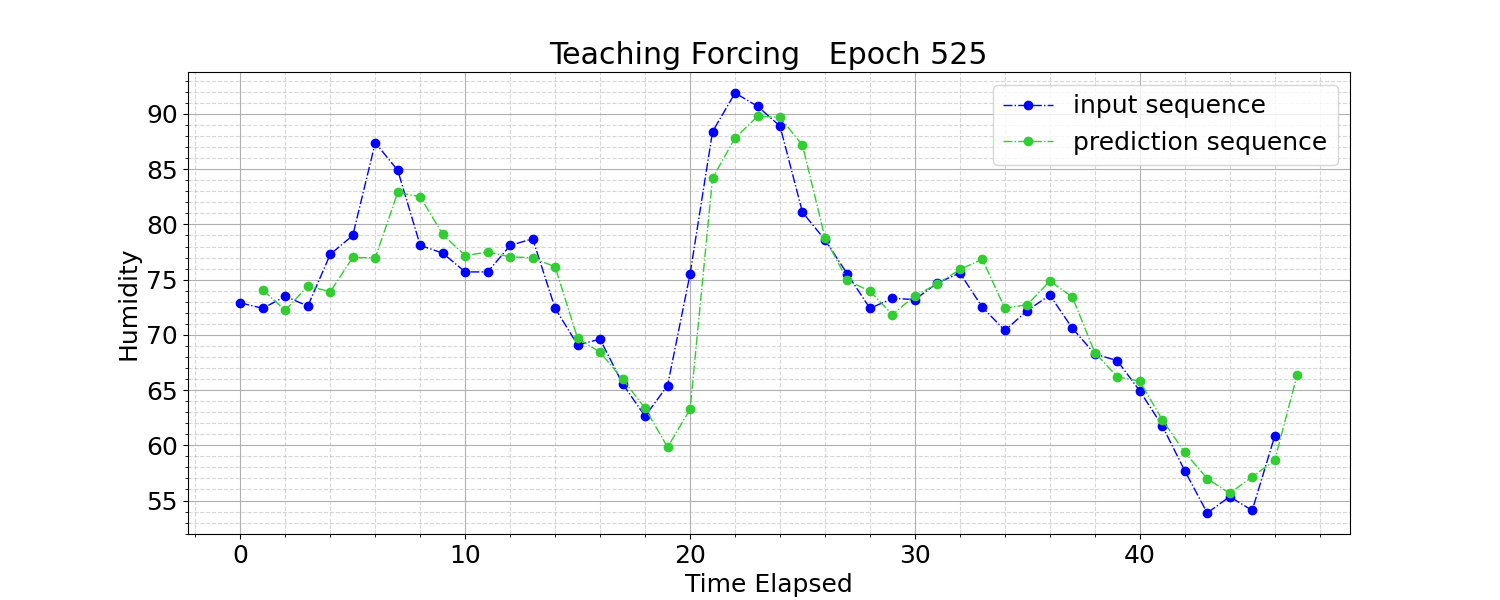 Teaching Forcing   Epoch 525
input sequence
prediction sequence
Humidity
90
85
80
75
70
65
60
55
0 10 20 30 40
Time Elapsed